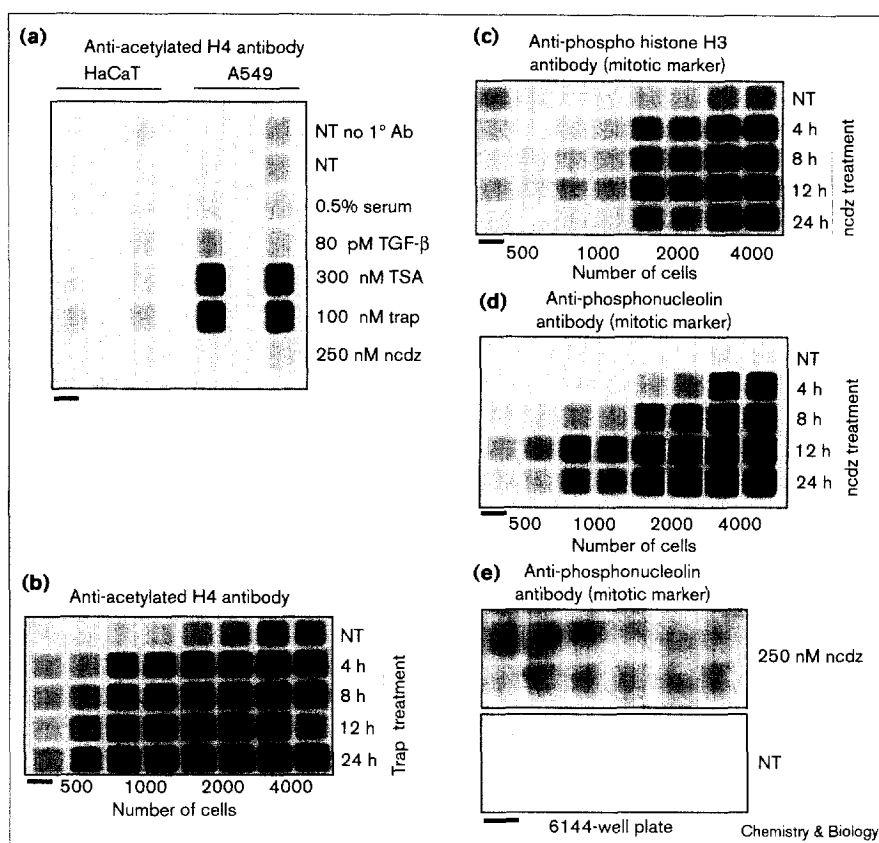 (a)
Anti-acetylated H4 antibody
HaCaT A549
NT no 1° Ab
NT
0.5% serum
80 pM TGF-β
300 nM TSA
100 nM trap
250 nM ncdz
(b)
Anti-acetylated H4 antibody
NT
4 h
8 h
12 h
24 h
Trap treatment
500 1000 2000 4000
Number of cells
(c)
Anti-phospho histone H3
antibody (mitotic marker)
NT
4 h
8 h
12 h
24 h
ncdz treatment
500 1000 2000 4000
Number of cells
(d)
Anti-phosphonucleolin
antibody (mitotic marker)
NT
4 h
8 h
12 h
24 h
ncdz treatment
500 1000 2000 4000
Number of cells
(e)
Anti-phosphonucleolin
antibody (mitotic marker)
250 nM ncdz
NT
6144-well plate
Chemistry & Biology